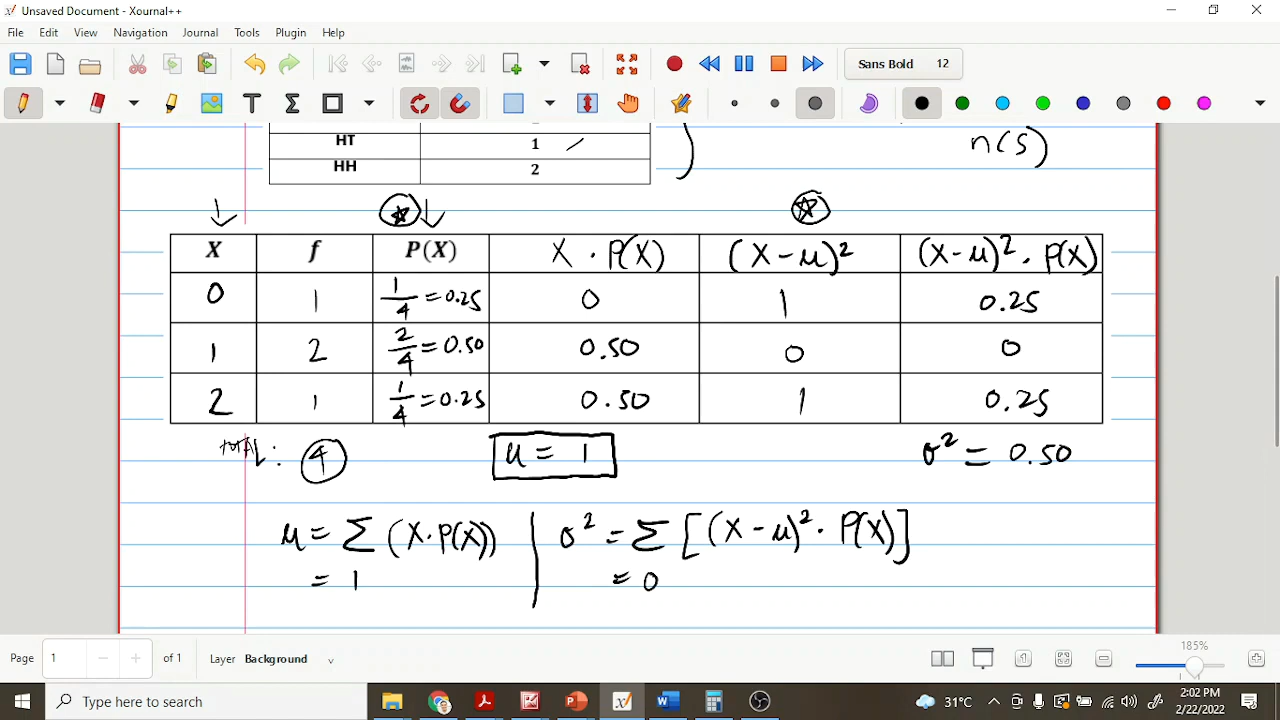 Unsaved Document - Xournal++
File Edit View Navigation Journal Tools Plugin Help
Sans Bold 12
HT 1
HH 2
n(S)
X f P(X) X · P(X) (X - μ)² (X - μ)² · P(X)
0 1 1/4 = 0.25 0 1 0.25
1 2 2/4 = 0.50 0.50 0 0
2 1 1/4 = 0.25 0.50 1 0.25
total: 4 μ = 1 σ² = 0.50
μ = Σ (X · P(X)) σ² = Σ [(X - μ)² · P(X)]
= 1 = 0
Page 1 of 1 Layer Background 185%
Type here to search 31°C 2:02 PM
2/22/2022